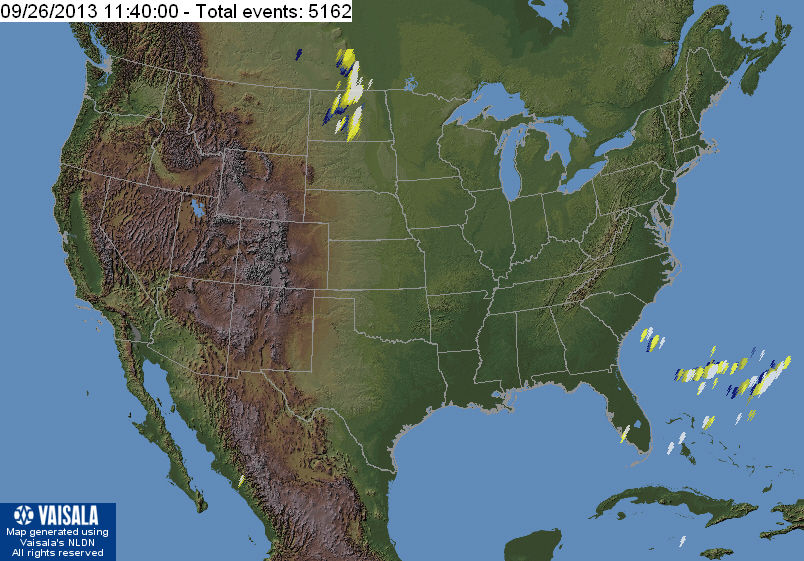 09/26/2013 11:40:00 - Total events: 5162
VAISALA
Map generated using
Vaisala's NLDN
All rights reserved